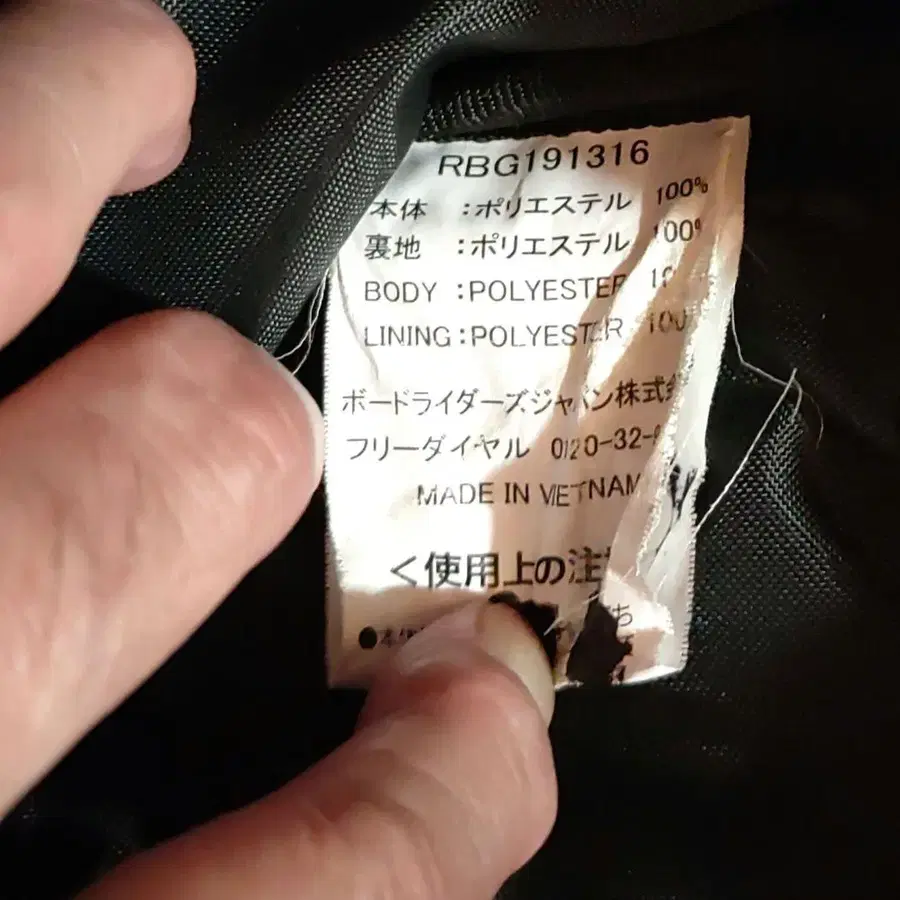 RBG191316
本体 :ポリエステル 100%
裏地 :ポリエステル 100%
BODY :POLYESTER
LINING:POLYESTER 100
ボードライダーズジャパン株式
フリーダイヤル 0120-32-
MADE IN VIETNAM
<使用上の注